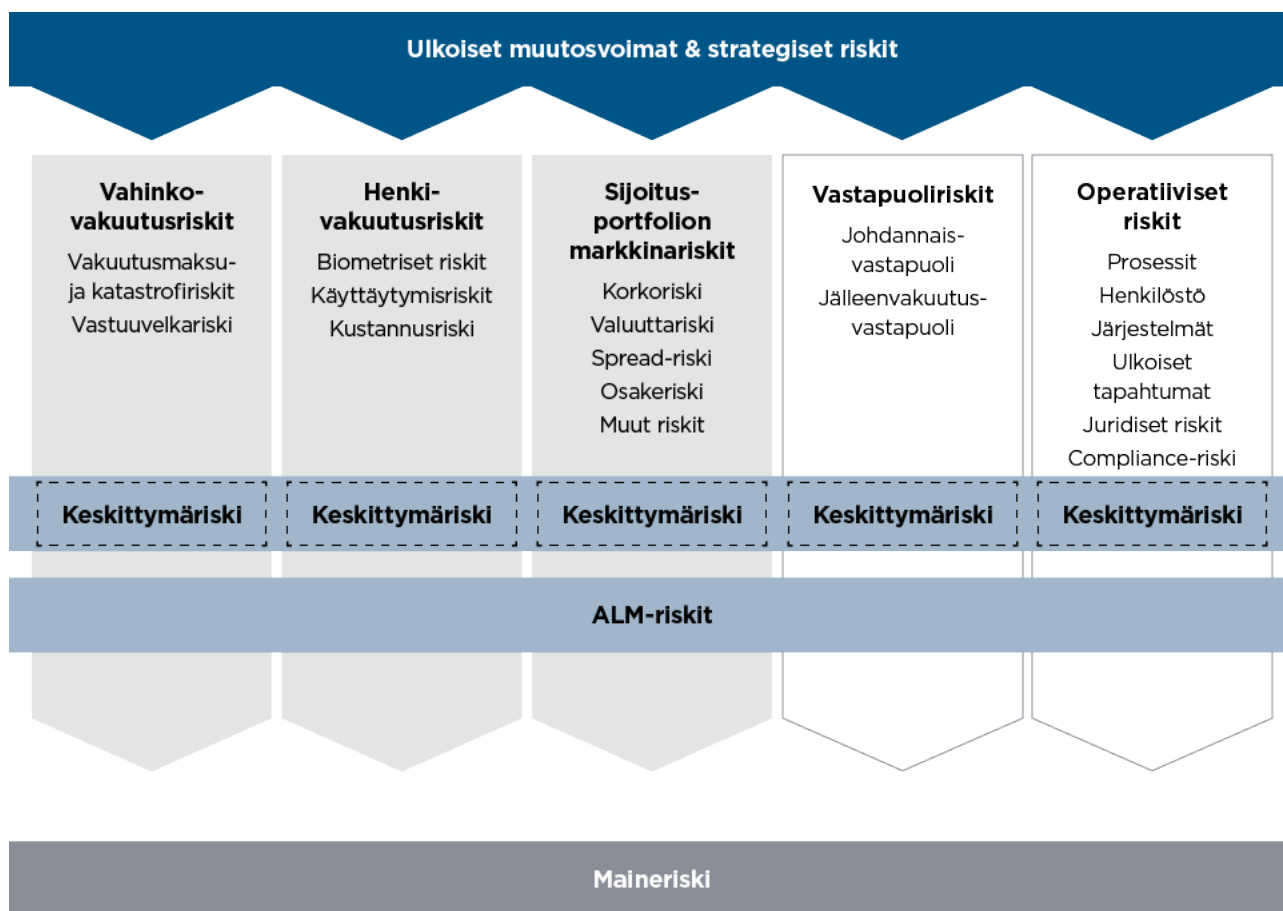 Ulkoiset muutosvoimat & strategiset riskit
Vahinko-
vakuutusriskit
Vakuutusmaksu-
ja katastrofiriskit
Vastuuvelkariski
Henki-
vakuutusriskit
Biometriset riskit
Käyttäytymisriskit
Kustannusriski
Sijoitus-
portfolion
markkinariskit
Korkoriski
Valuuttariski
Spread-riski
Osakeriski
Muut riskit
Vastapuoliriskit
Johdannais-
vastapuoli
Jälleenvakuutus-
vastapuoli
Operatiiviset
riskit
Prosessit
Henkilöstö
Järjestelmät
Ulkoiset
tapahtumat
Juridiset riskit
Compliance-riski
Keskittymäriski
Keskittymäriski
Keskittymäriski
Keskittymäriski
Keskittymäriski
ALM-riskit
Maineriski